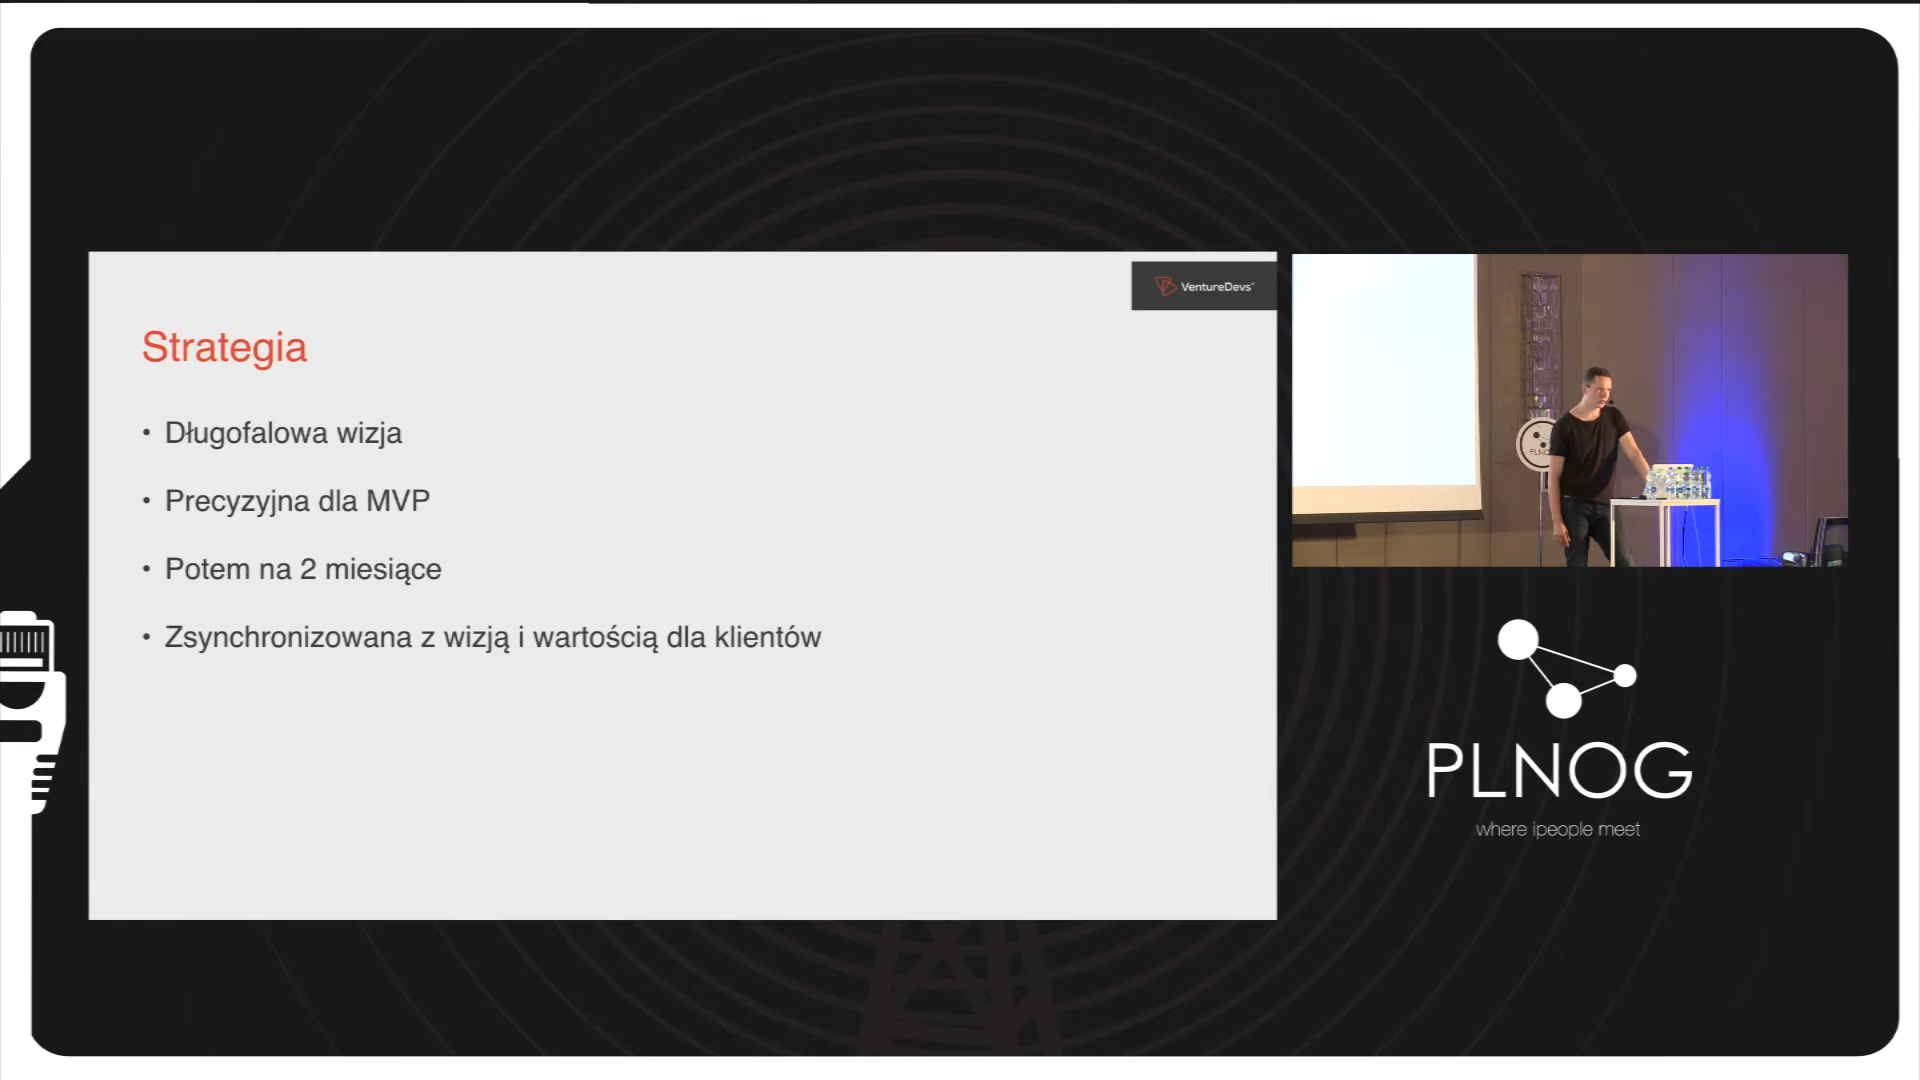 VentureDevs
Strategia
• Długofalowa wizja
• Precyzyjna dla MVP
• Potem na 2 miesiące
• Zsynchronizowana z wizją i wartością dla klientów
PLNOG
where ipeople meet